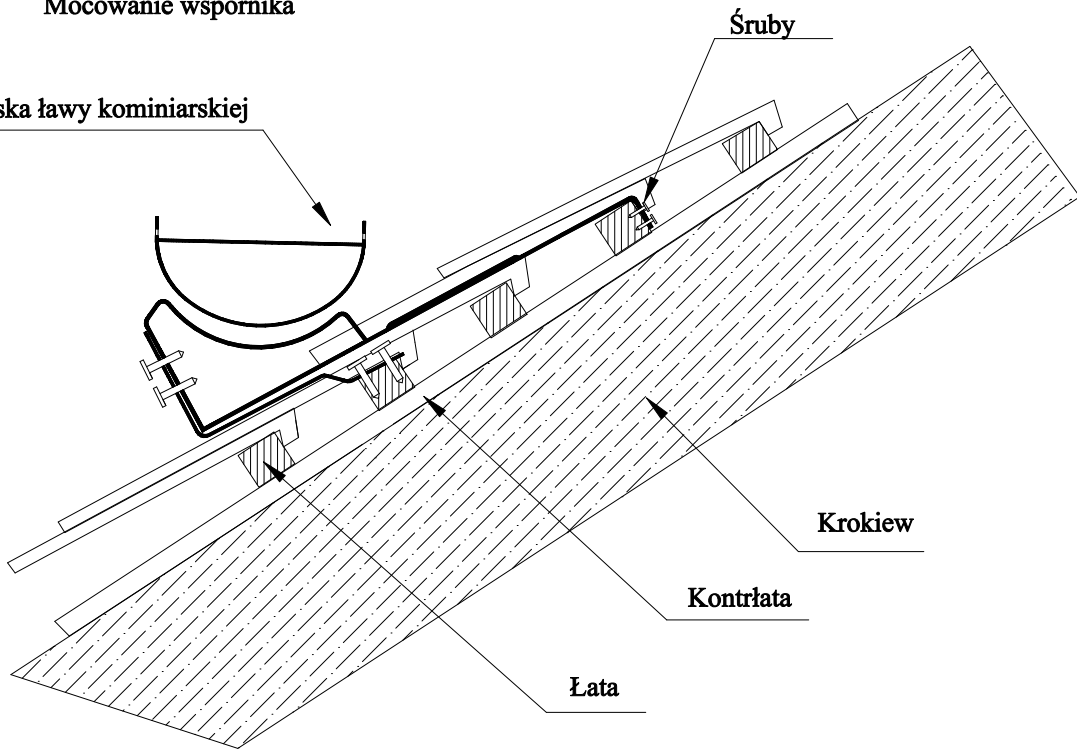 Mocowanie wspornika
Śruby
ławy kominiarskiej
Krokiew
Kontrłata
Łata